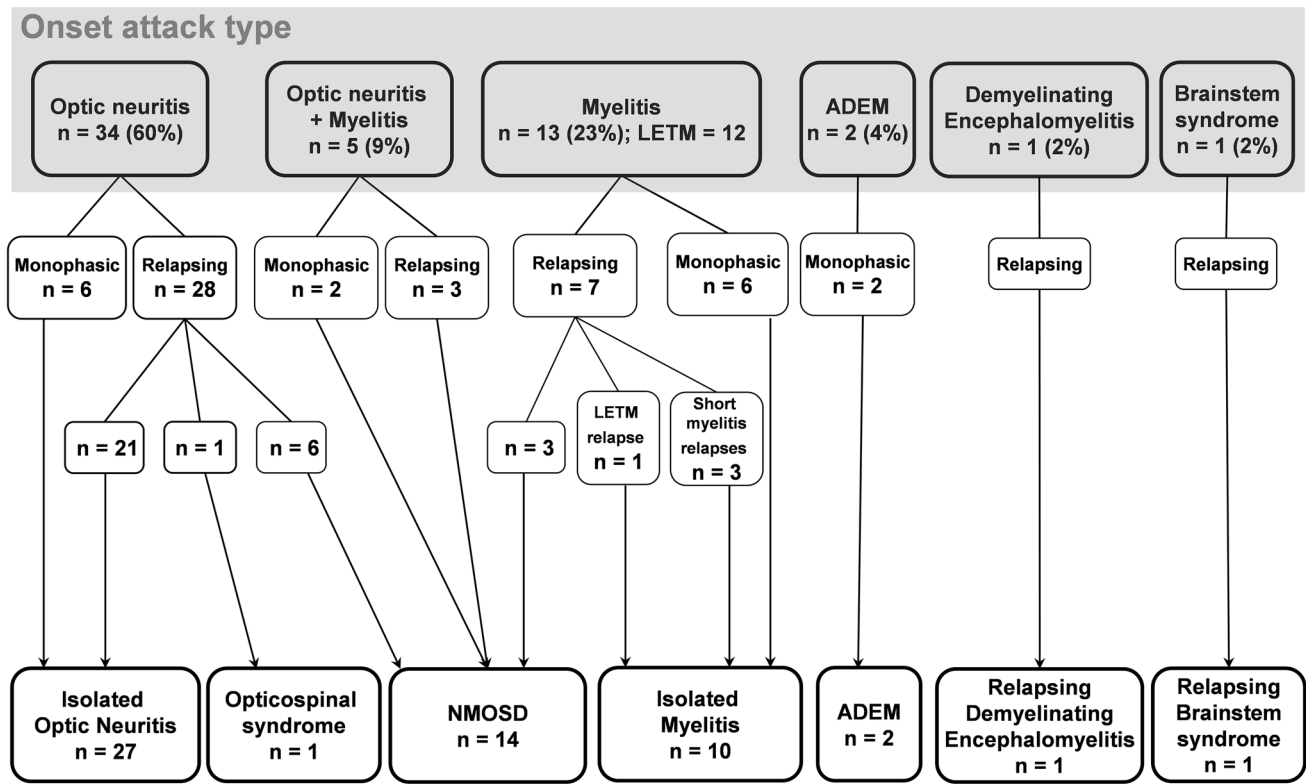 Onset attack type
Optic neuritis
n = 34 (60%)
Optic neuritis
+ Myelitis
n = 5 (9%)
Myelitis
n = 13 (23%); LETM = 12
ADEM
n = 2 (4%)
Demyelinating
Encephalomyelitis
n = 1 (2%)
Brainstem
syndrome
n = 1 (2%)
Monophasic
n = 6
Relapsing
n = 28
Monophasic
n = 2
Relapsing
n = 3
Relapsing
n = 7
Monophasic
n = 6
Monophasic
n = 2
Relapsing
Relapsing
n = 21
n = 1
n = 6
n = 3
LETM
relapse
n = 1
Short
myelitis
relapses
n = 3
Isolated
Optic Neuritis
n = 27
Opticospinal
syndrome
n = 1
NMOSD
n = 14
Isolated
Myelitis
n = 10
ADEM
n = 2
Relapsing
Demyelinating
Encephalomyelitis
n = 1
Relapsing
Brainstem
syndrome
n = 1